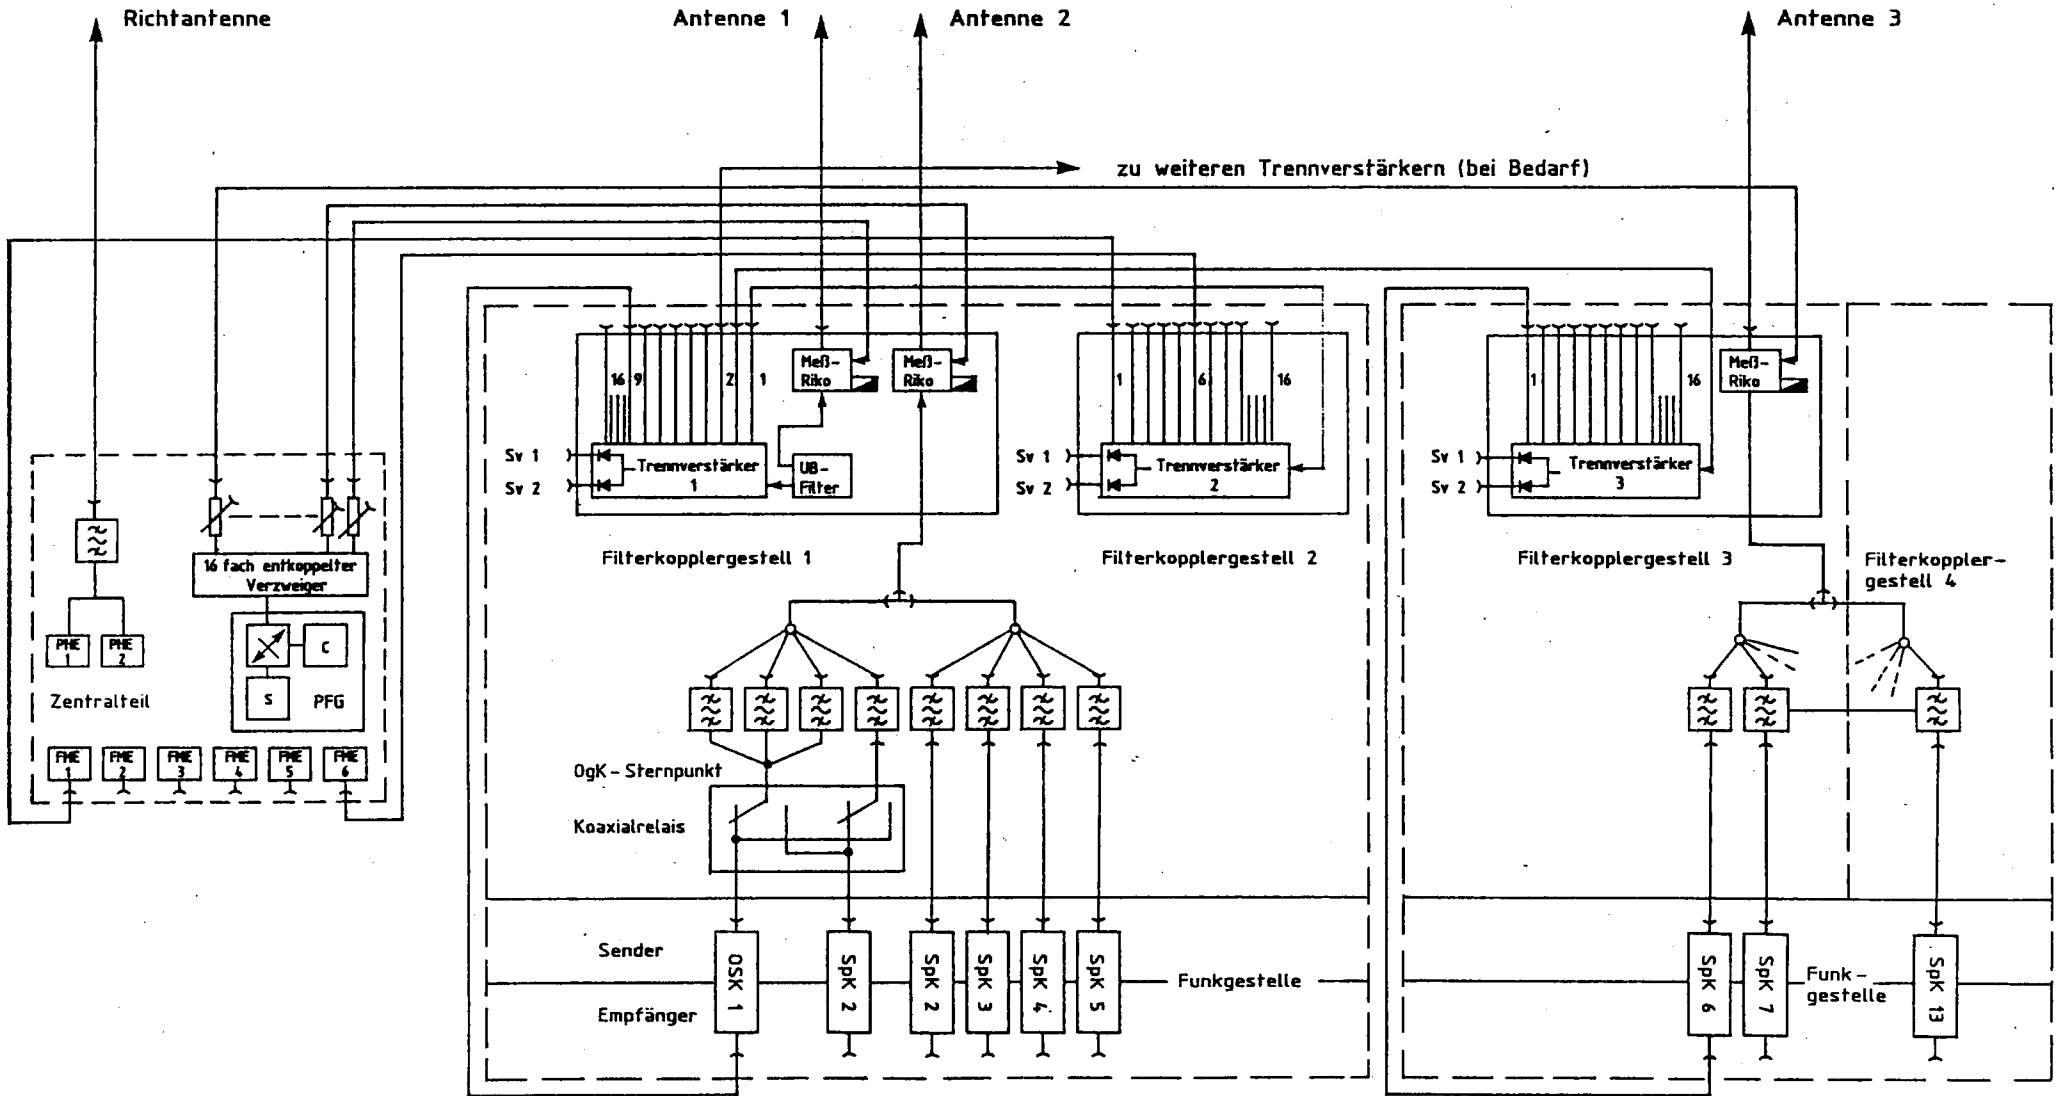 Richtantenne
Antenne 1
Antenne 2
Antenne 3
zu weiteren Trennverstärkern (bei Bedarf)
16 9 2 1
Meß-
Riko
Meß-
Riko
1 6 16
1 16
Meß-
Riko
Sv 1
Sv 2
Trennverstärker
1
UB-
Filter
Sv 1
Sv 2
Trennverstärker
2
Sv 1
Sv 2
Trennverstärker
3
Filterkopplergestell 1
Filterkopplergestell 2
Filterkopplergestell 3
Filterkoppler-
gestell 4
16 fach entkoppelter
Verzweiger
PME
1
PME
2
C
S
PFG
Zentralteil
FME
1
FME
2
FME
3
FME
4
FME
5
FME
6
OgK - Sternpunkt
Koaxialrelais
Sender
Empfänger
OSK 1
SpK 2
SpK 2
SpK 3
SpK 4
SpK 5
Funkgestelle
SpK 6
SpK 7
Funk-
gestelle
SpK 13